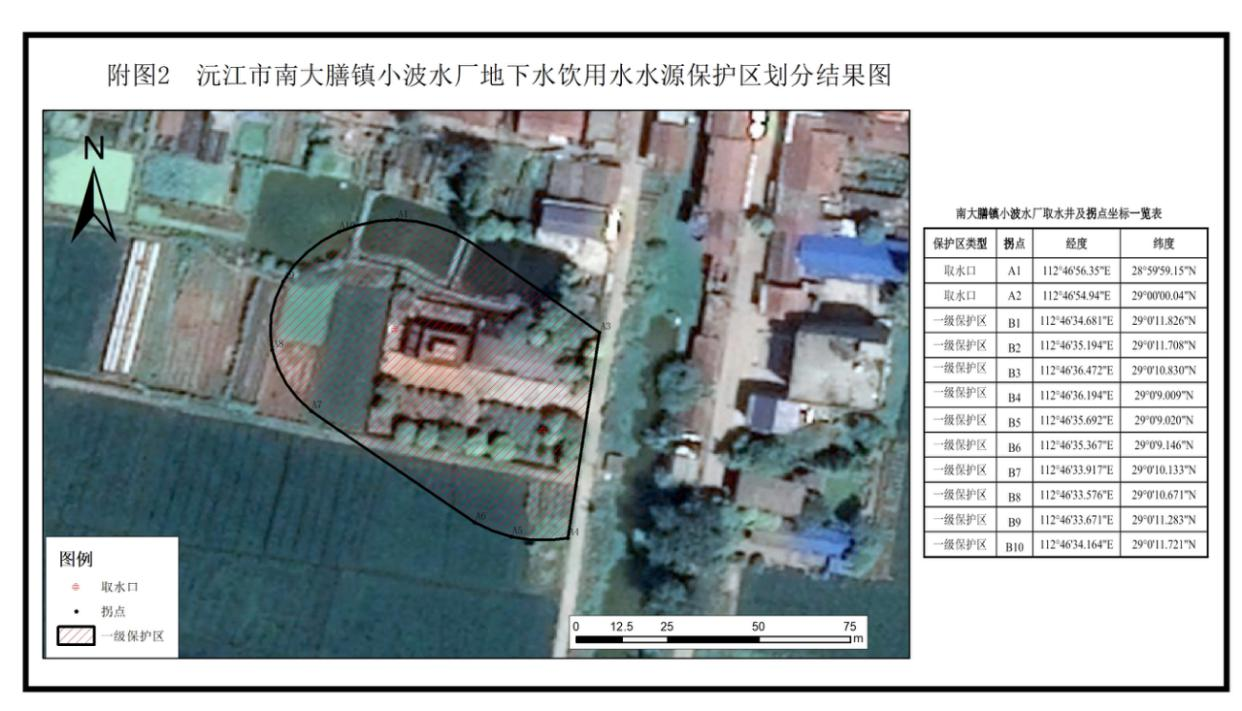 附图2 沅江市南大膳镇小波水厂地下水饮用水水源保护区划分结果图
N
A1
A10
A3
A8
A7
A6
A5
A4
图例
取水口
拐点
一级保护区
0 12.5 25 50 75
m
南大膳镇小波水厂取水井及拐点坐标一览表
保护区类型 拐点 经度 纬度
取水口 A1 112°46'56.35"E 28°59'59.15"N
取水口 A2 112°46'54.94"E 29°00'00.04"N
一级保护区 B1 112°46'34.681"E 29°0'11.826"N
一级保护区 B2 112°46'35.194"E 29°0'11.708"N
一级保护区 B3 112°46'36.472"E 29°0'10.830"N
一级保护区 B4 112°46'36.194"E 29°0'9.009"N
一级保护区 B5 112°46'35.692"E 29°0'9.020"N
一级保护区 B6 112°46'35.367"E 29°0'9.146"N
一级保护区 B7 112°46'33.917"E 29°0'10.133"N
一级保护区 B8 112°46'33.576"E 29°0'10.671"N
一级保护区 B9 112°46'33.671"E 29°0'11.283"N
一级保护区 B10 112°46'34.164"E 29°0'11.721"N